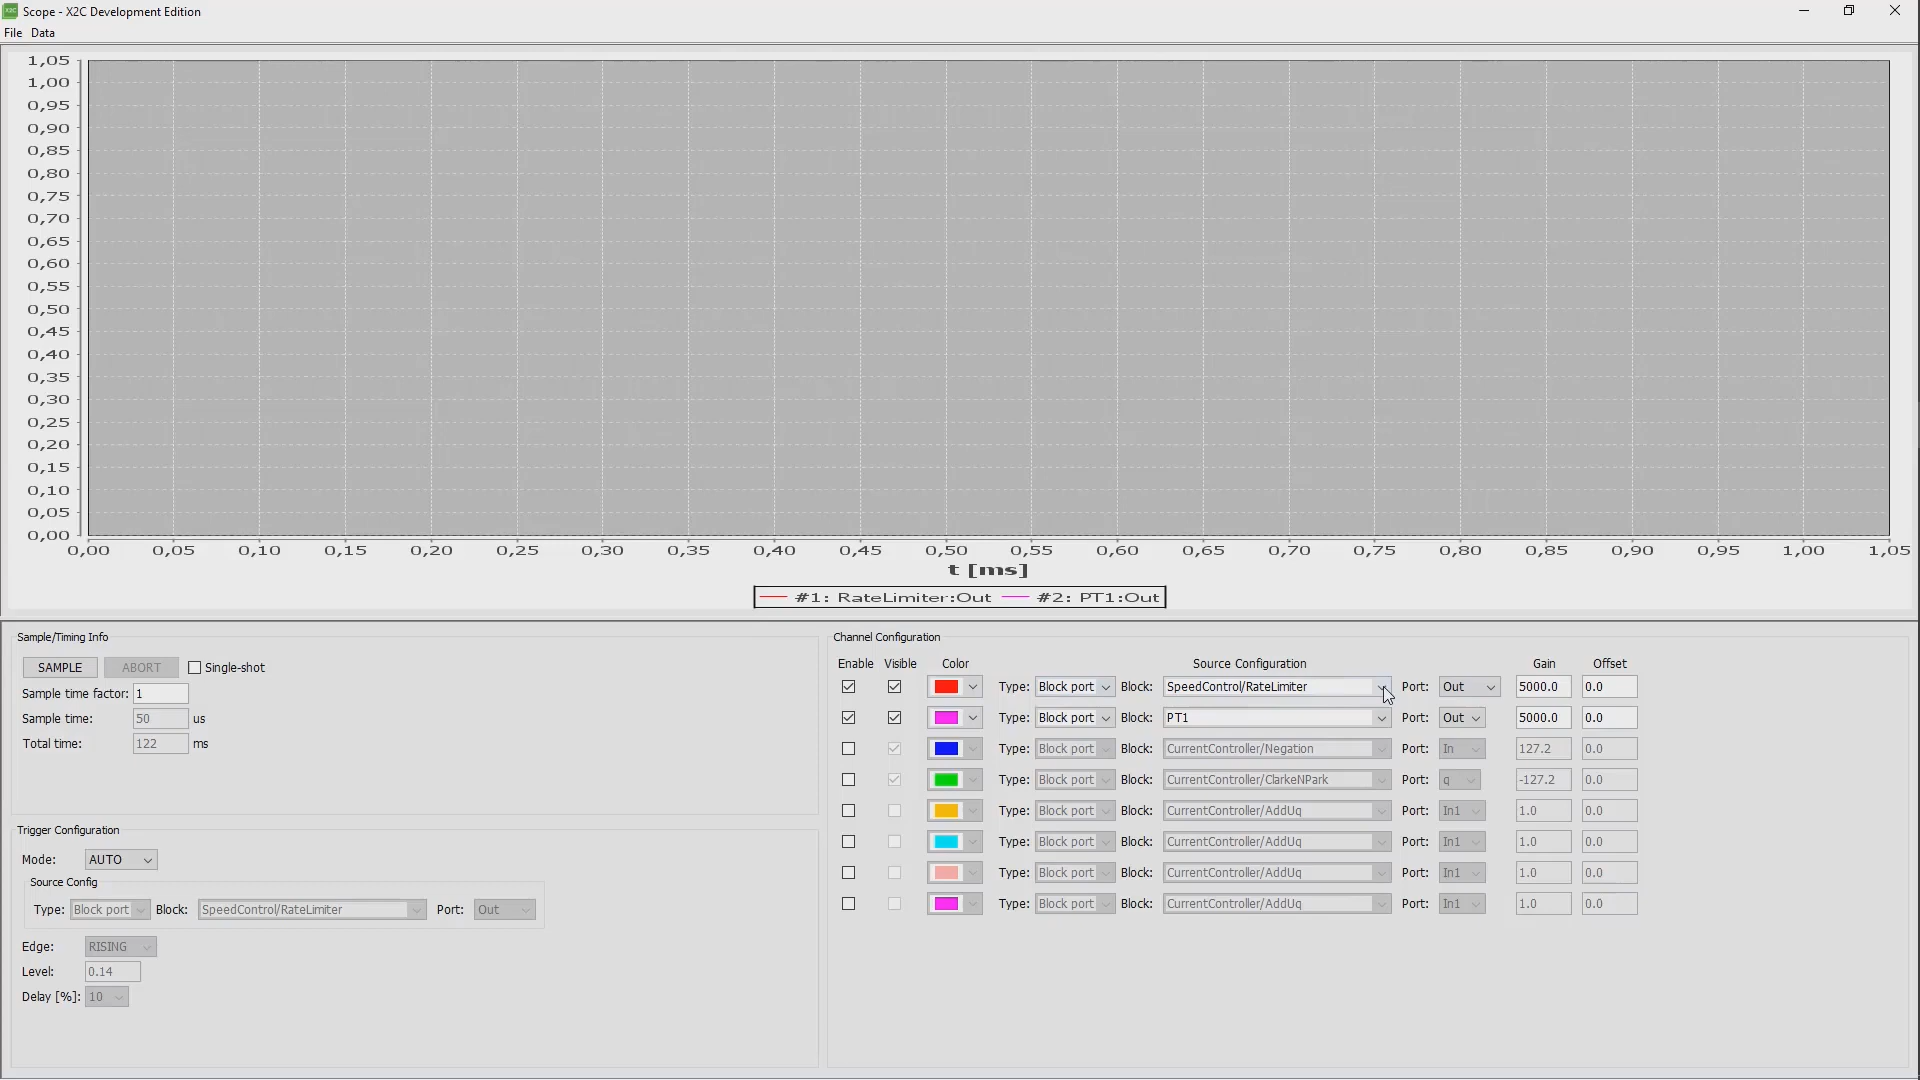 Scope - X2C Development Edition
File Data
1,05
1,00
0,95
0,90
0,85
0,80
0,75
0,70
0,65
0,60
0,55
0,50
0,45
0,40
0,35
0,30
0,25
0,20
0,15
0,10
0,05
0,00
0,00 0,05 0,10 0,15 0,20 0,25 0,30 0,35 0,40 0,45 0,50 0,55 0,60 0,65 0,70 0,75 0,80 0,85 0,90 0,95 1,00 1,05
t [ms]
#1: RateLimiter:Out #2: PT1:Out
Sample/Timing Info
SAMPLE ABORT Single-shot
Sample time factor: 1
Sample time: 50 us
Total time: 122 ms
Trigger Configuration
Mode: AUTO
Source Config
Type: Block port Block: SpeedControl/RateLimiter Port: Out
Edge: RISING
Level: 0.14
Delay [%]: 10
Channel Configuration
Enable Visible Color Source Configuration Gain Offset
Type: Block port Block: SpeedControl/RateLimiter Port: Out 5000.0 0.0
Type: Block port Block: PT1 Port: Out 5000.0 0.0
Type: Block port Block: CurrentController/Negation Port: In 127.2 0.0
Type: Block port Block: CurrentController/ClarkeNPark Port: q -127.2 0.0
Type: Block port Block: CurrentController/AddUq Port: In1 1.0 0.0
Type: Block port Block: CurrentController/AddUq Port: In1 1.0 0.0
Type: Block port Block: CurrentController/AddUq Port: In1 1.0 0.0
Type: Block port Block: CurrentController/AddUq Port: In1 1.0 0.0